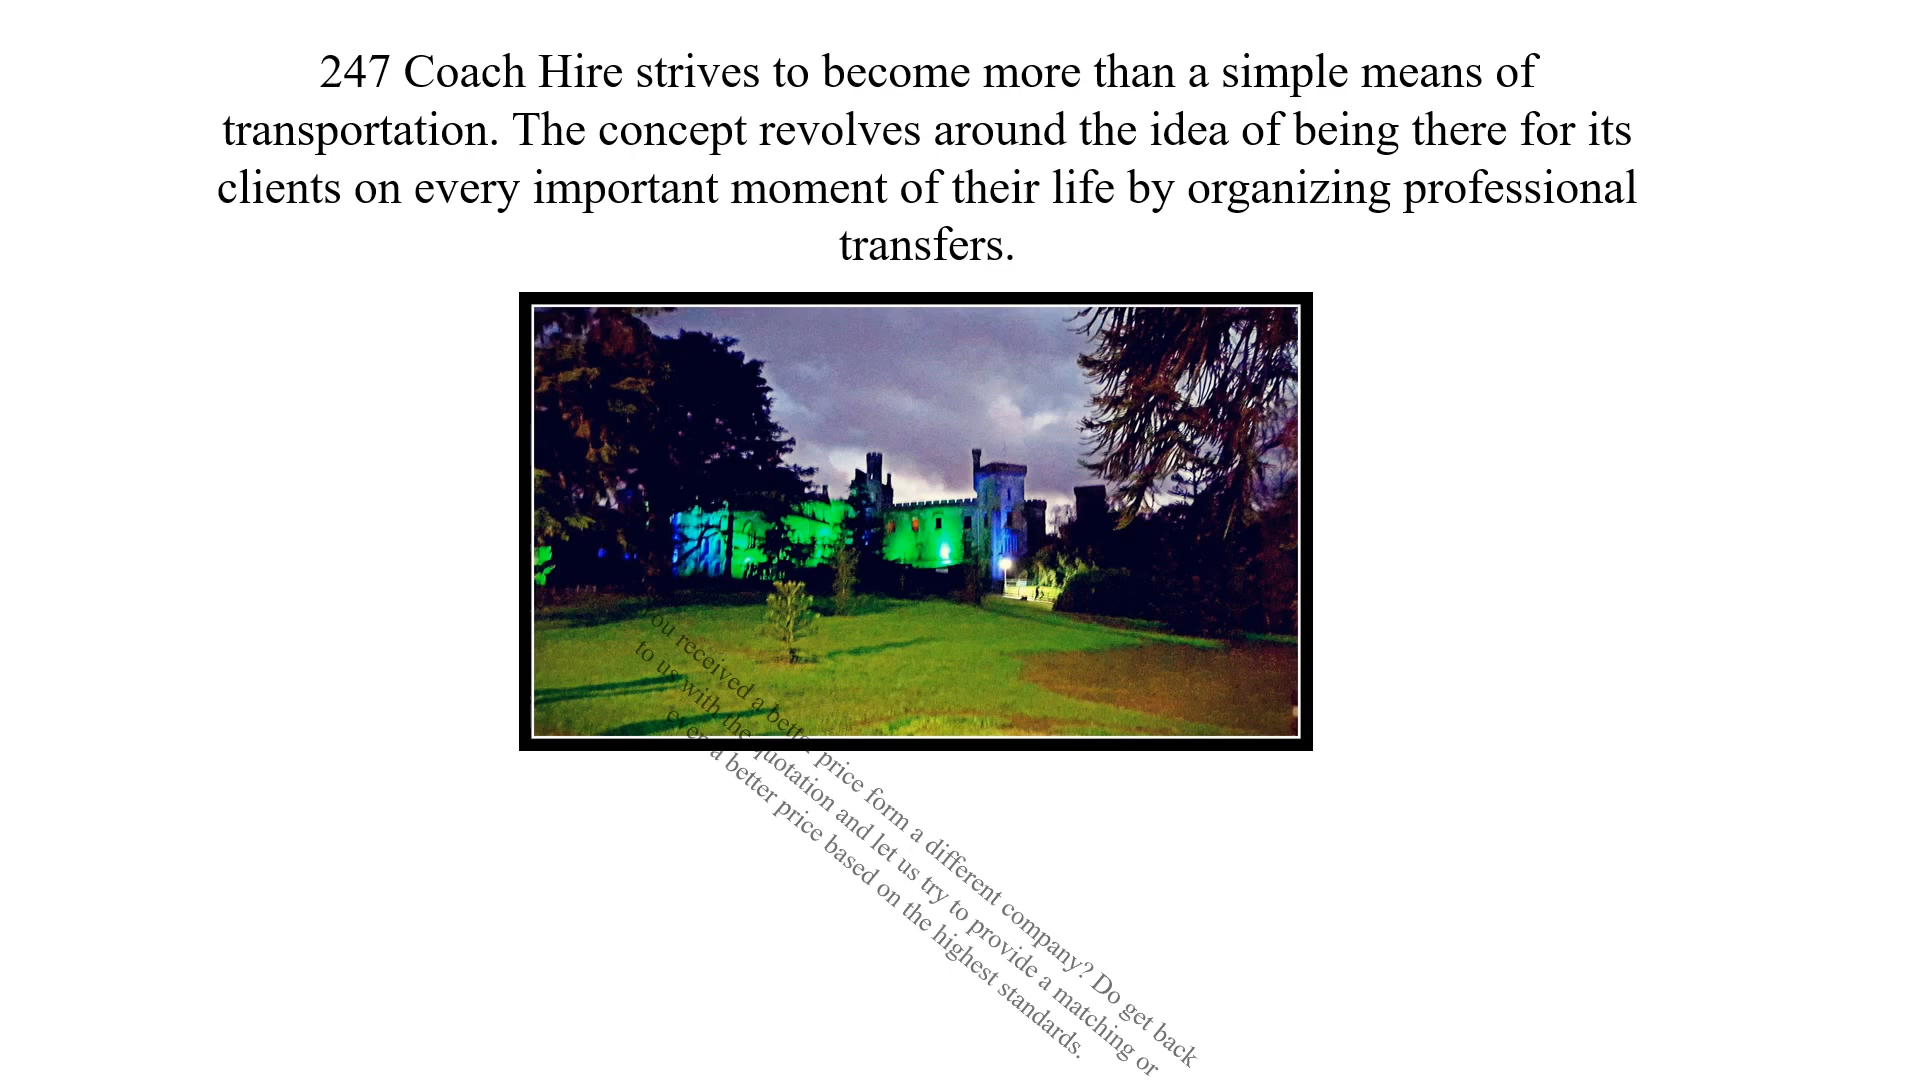 247 Coach Hire strives to become more than a simple means of
transportation. The concept revolves around the idea of being there for its
clients on every important moment of their life by organizing professional
transfers.
you received a better price form a different company? Do get back
to us with the quotation and let us try to provide a matching or
even a better price based on the highest standards.